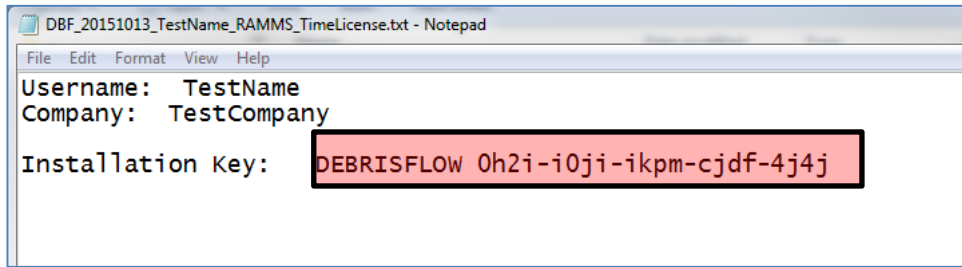 DBF_20151013_TestName_RAMMS_TimeLicense.txt - Notepad
File Edit Format View Help
Username: TestName
Company: TestCompany
Installation Key: DEBRISFLOW 0h2i-i0ji-ikpm-cjdf-4j4j